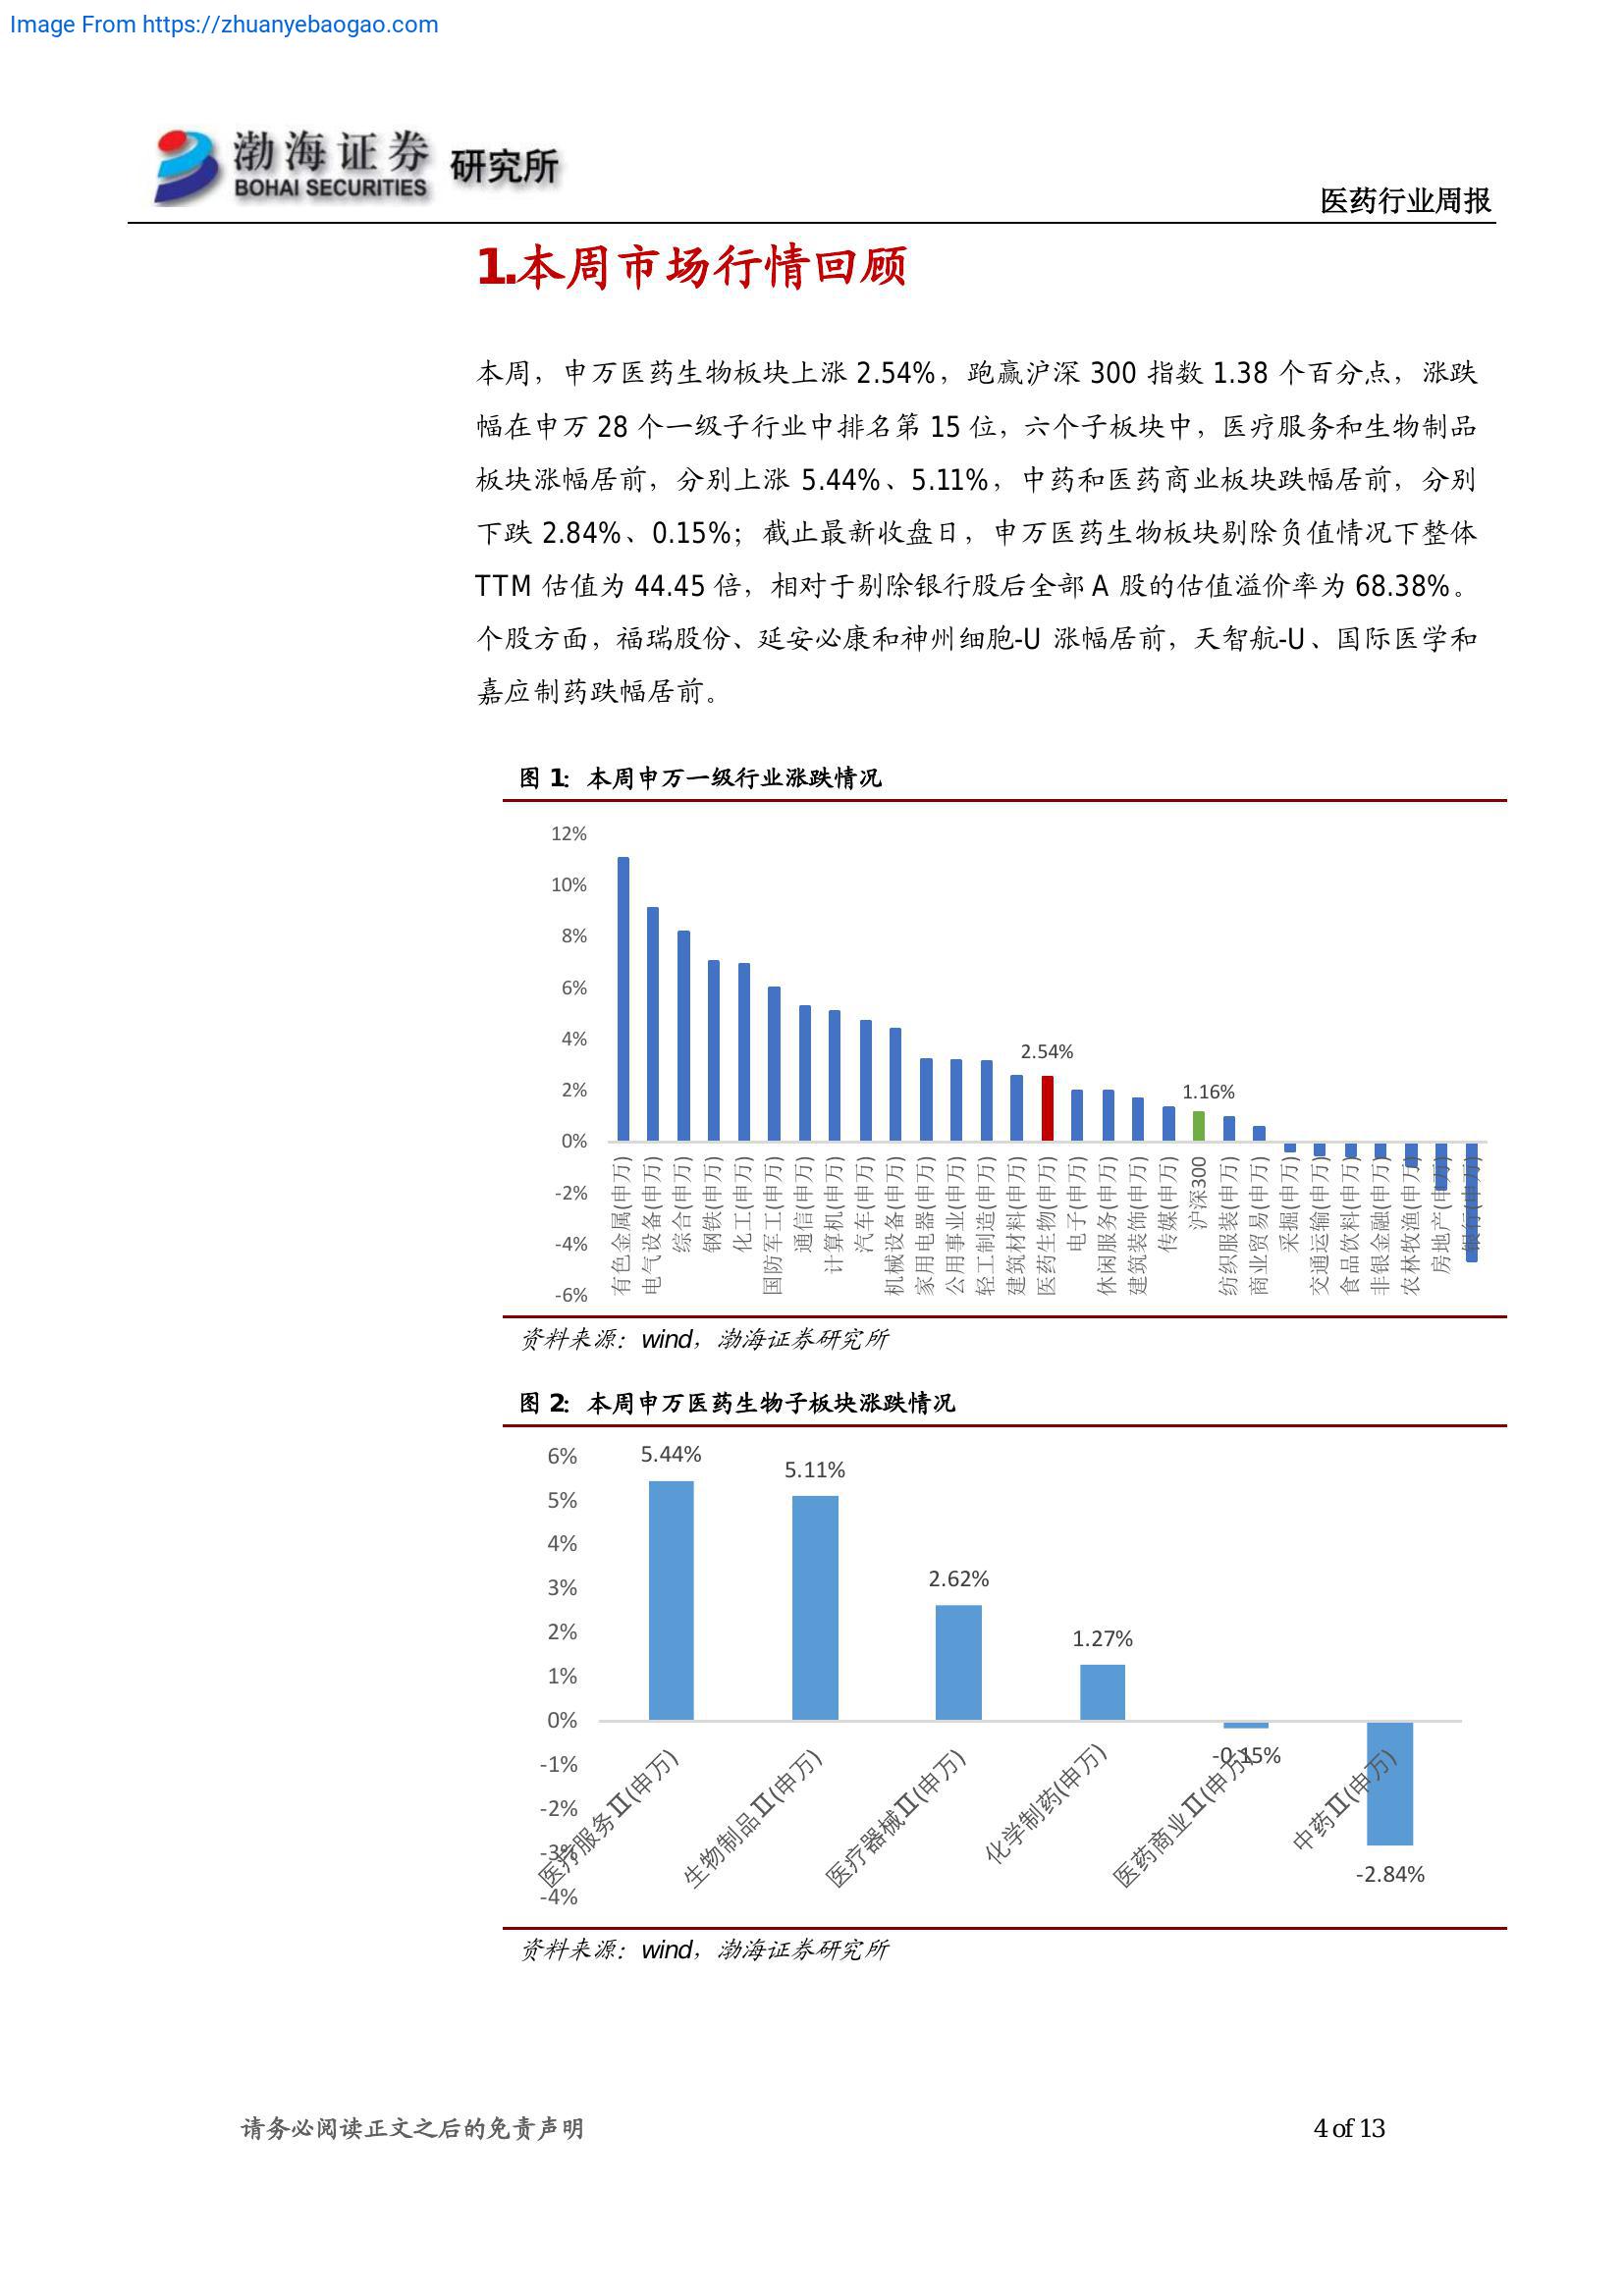 Image From https://zhuanyebaogao.com
渤海证券 研究所
BOHAI SECURITIES
医药行业周报
1.本周市场行情回顾
本周，申万医药生物板块上涨 2.54%，跑赢沪深 300 指数 1.38 个百分点，涨跌
幅在申万 28 个一级子行业中排名第 15 位，六个子板块中，医疗服务和生物制品
板块涨幅居前，分别上涨 5.44%、5.11%，中药和医药商业板块跌幅居前，分别
下跌 2.84%、0.15%；截止最新收盘日，申万医药生物板块剔除负值情况下整体
TTM 估值为 44.45 倍，相对于剔除银行股后全部 A 股的估值溢价率为 68.38%。
个股方面，福瑞股份、延安必康和神州细胞-U 涨幅居前，天智航-U、国际医学和
嘉应制药跌幅居前。
图 1：本周申万一级行业涨跌情况
12%
10%
8%
6%
4%
2%
0%
-2%
-4%
-6%
2.54%
1.16%
有色金属(申万)
电气设备(申万)
综合(申万)
钢铁(申万)
化工(申万)
国防军工(申万)
通信(申万)
计算机(申万)
汽车(申万)
机械设备(申万)
家用电器(申万)
公用事业(申万)
轻工制造(申万)
建筑材料(申万)
医药生物(申万)
电子(申万)
休闲服务(申万)
建筑装饰(申万)
传媒(申万)
沪深300
纺织服装(申万)
商业贸易(申万)
采掘(申万)
交通运输(申万)
食品饮料(申万)
非银金融(申万)
农林牧渔(申万)
房地产(申万)
银行(申万)
资料来源：wind，渤海证券研究所
图 2：本周申万医药生物子板块涨跌情况
6%
5%
4%
3%
2%
1%
0%
-1%
-2%
-3%
-4%
5.44%
5.11%
2.62%
1.27%
-0.15%
-2.84%
医疗服务Ⅱ(申万)
生物制品Ⅱ(申万)
医疗器械Ⅱ(申万)
化学制药(申万)
医药商业Ⅱ(申万)
中药Ⅱ(申万)
资料来源：wind，渤海证券研究所
请务必阅读正文之后的免责声明
4 of 13